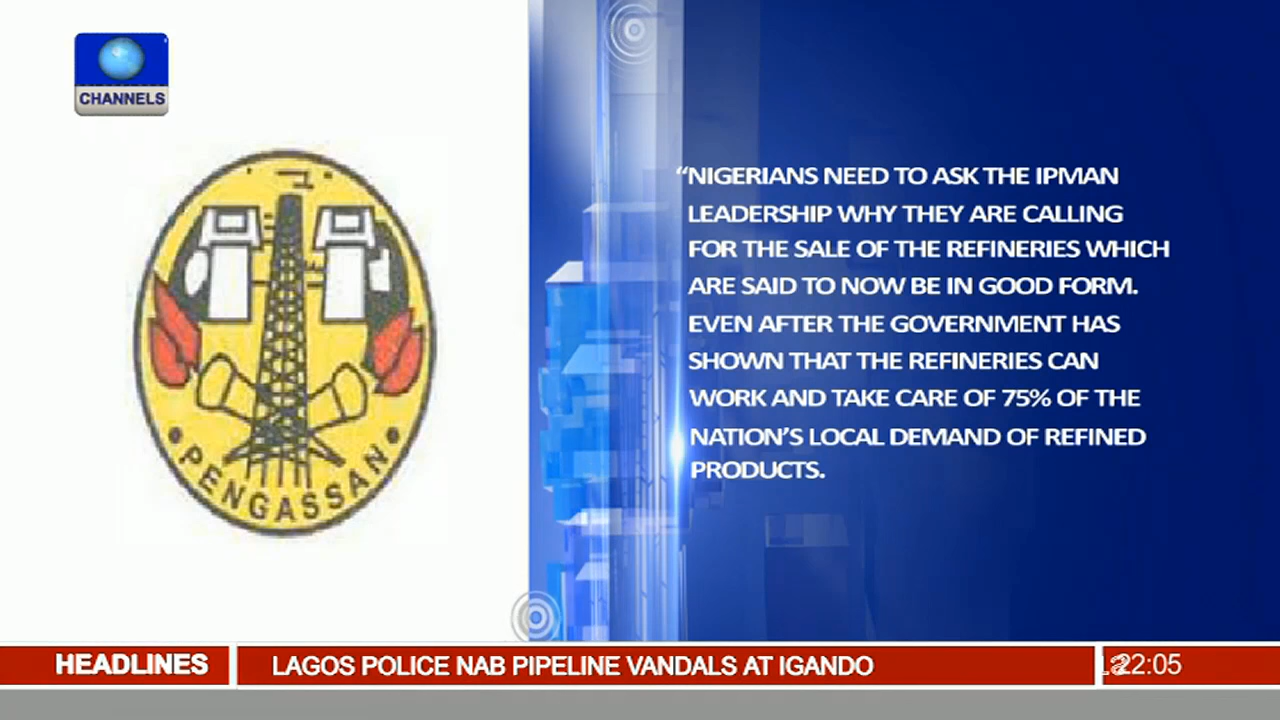 CHANNELS
PENGASSAN
“NIGERIANS NEED TO ASK THE IPMAN
LEADERSHIP WHY THEY ARE CALLING
FOR THE SALE OF THE REFINERIES WHICH
ARE SAID TO NOW BE IN GOOD FORM.
EVEN AFTER THE GOVERNMENT HAS
SHOWN THAT THE REFINERIES CAN
WORK AND TAKE CARE OF 75% OF THE
NATION’S LOCAL DEMAND OF REFINED
PRODUCTS.
HEADLINES
LAGOS POLICE NAB PIPELINE VANDALS AT IGANDO
22:05